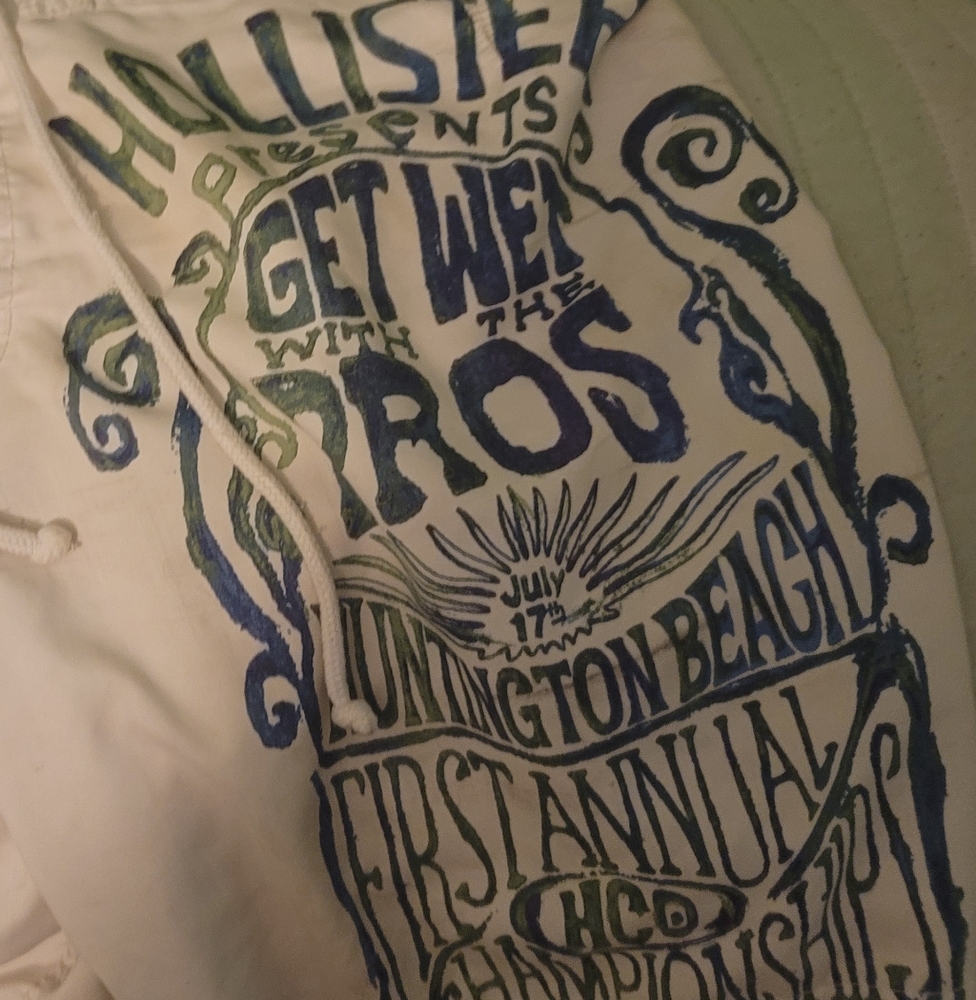 HOLLISTER
presents
GET WET
WITH THE
PROS
July
17th
HUNTINGTON BEACH
FIRST ANNUAL
HCO
CHAMPIONSHIPS